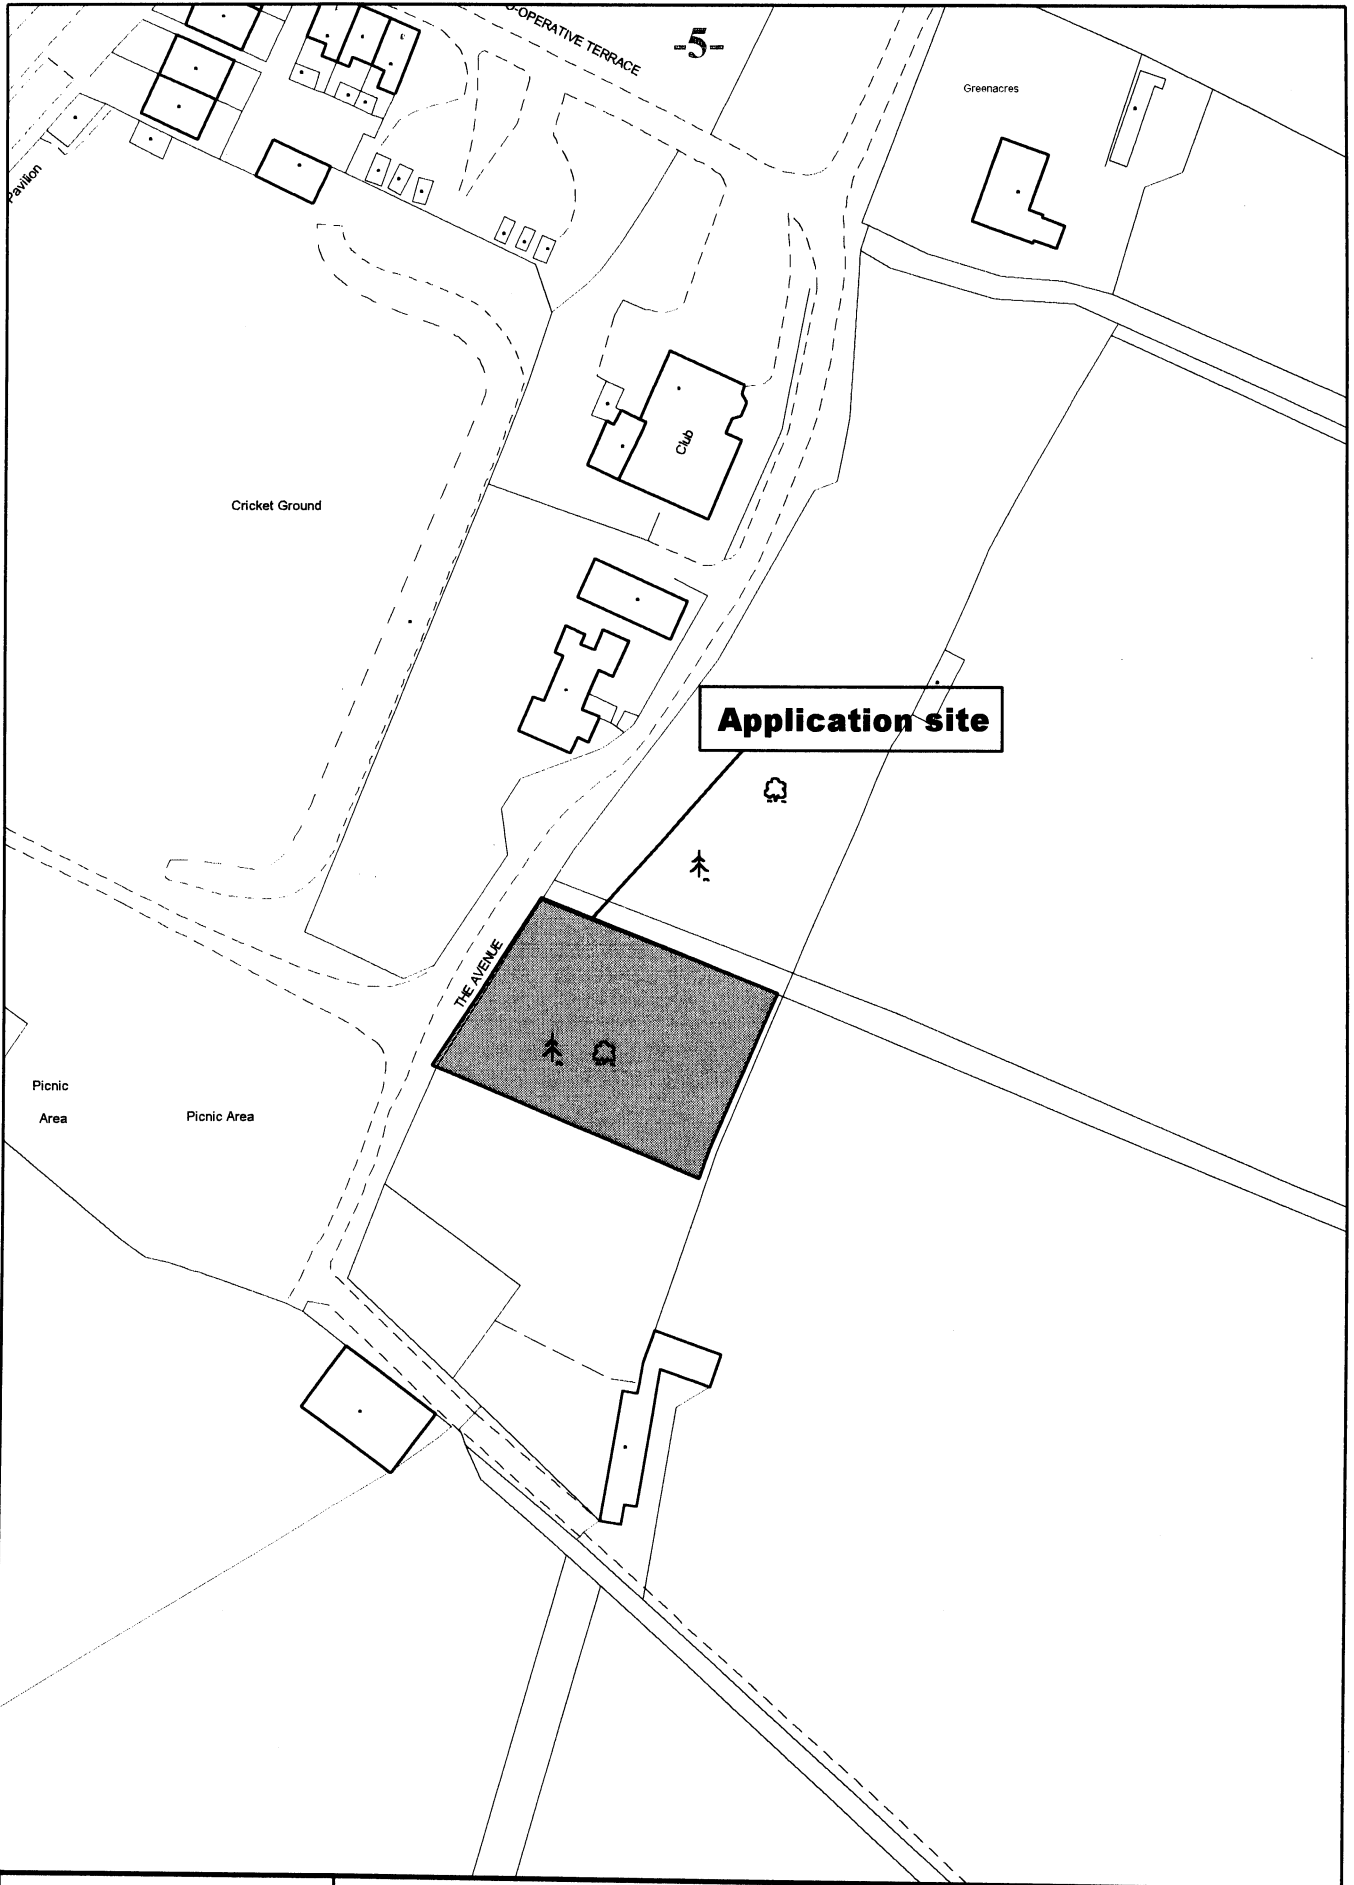 -5-
O-OPERATIVE TERRACE
Greenacres
Pavilion
Club
Cricket Ground
Application site
THE AVENUE
Picnic
Area
Picnic Area